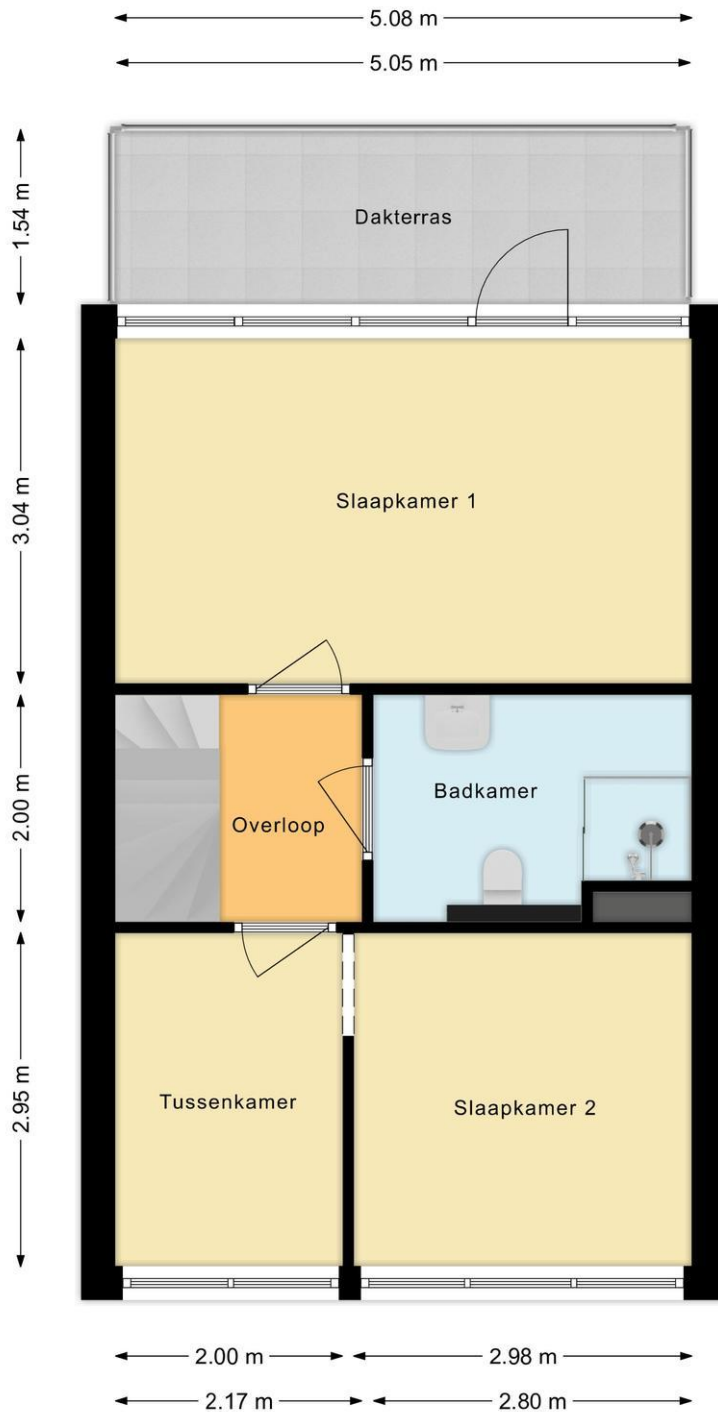 5.08 m
5.05 m
1.54 m
Dakterras
3.04 m
Slaapkamer 1
2.00 m
Badkamer
Overloop
2.95 m
Tussenkamer
Slaapkamer 2
2.00 m
2.98 m
2.17 m
2.80 m